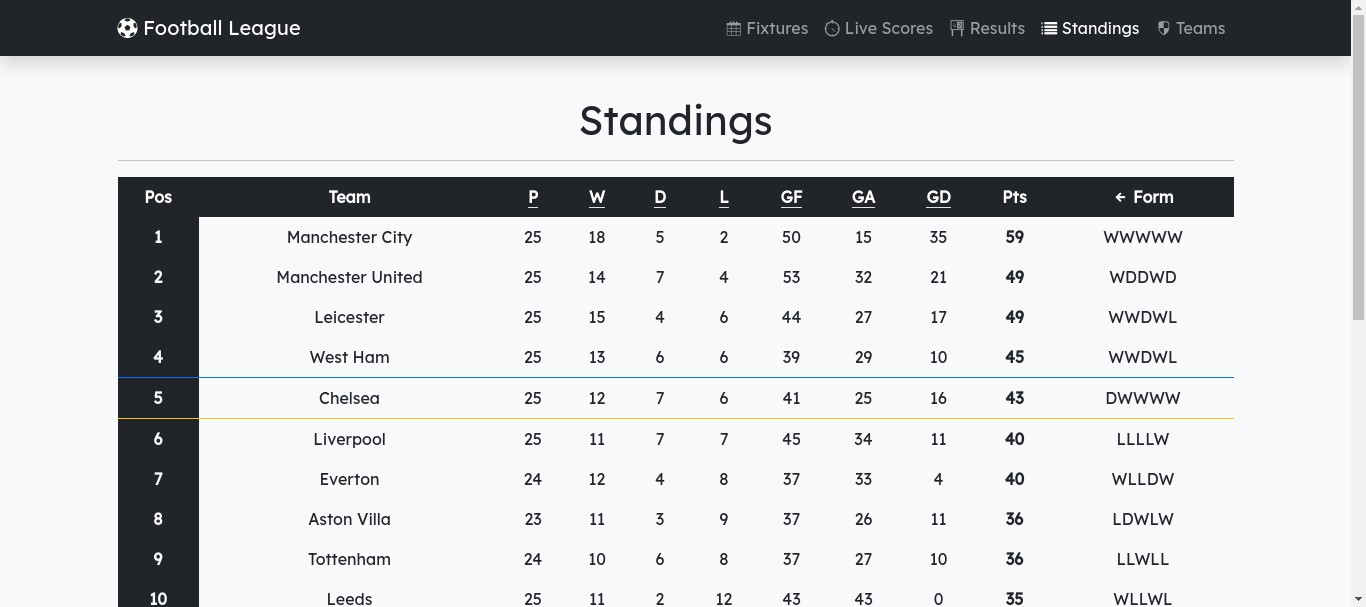 Football League Fixtures Live Scores Results Standings Teams
Standings
Pos Team P W D L GF GA GD Pts ← Form
1 Manchester City 25 18 5 2 50 15 35 59 WWWWW
2 Manchester United 25 14 7 4 53 32 21 49 WDDWD
3 Leicester 25 15 4 6 44 27 17 49 WWDWL
4 West Ham 25 13 6 6 39 29 10 45 WWDWL
5 Chelsea 25 12 7 6 41 25 16 43 DWWWW
6 Liverpool 25 11 7 7 45 34 11 40 LLLLW
7 Everton 24 12 4 8 37 33 4 40 WLLDW
8 Aston Villa 23 11 3 9 37 26 11 36 LDWLW
9 Tottenham 24 10 6 8 37 27 10 36 LLWLL
10 Leeds 25 11 2 12 43 43 0 35 WLLWL